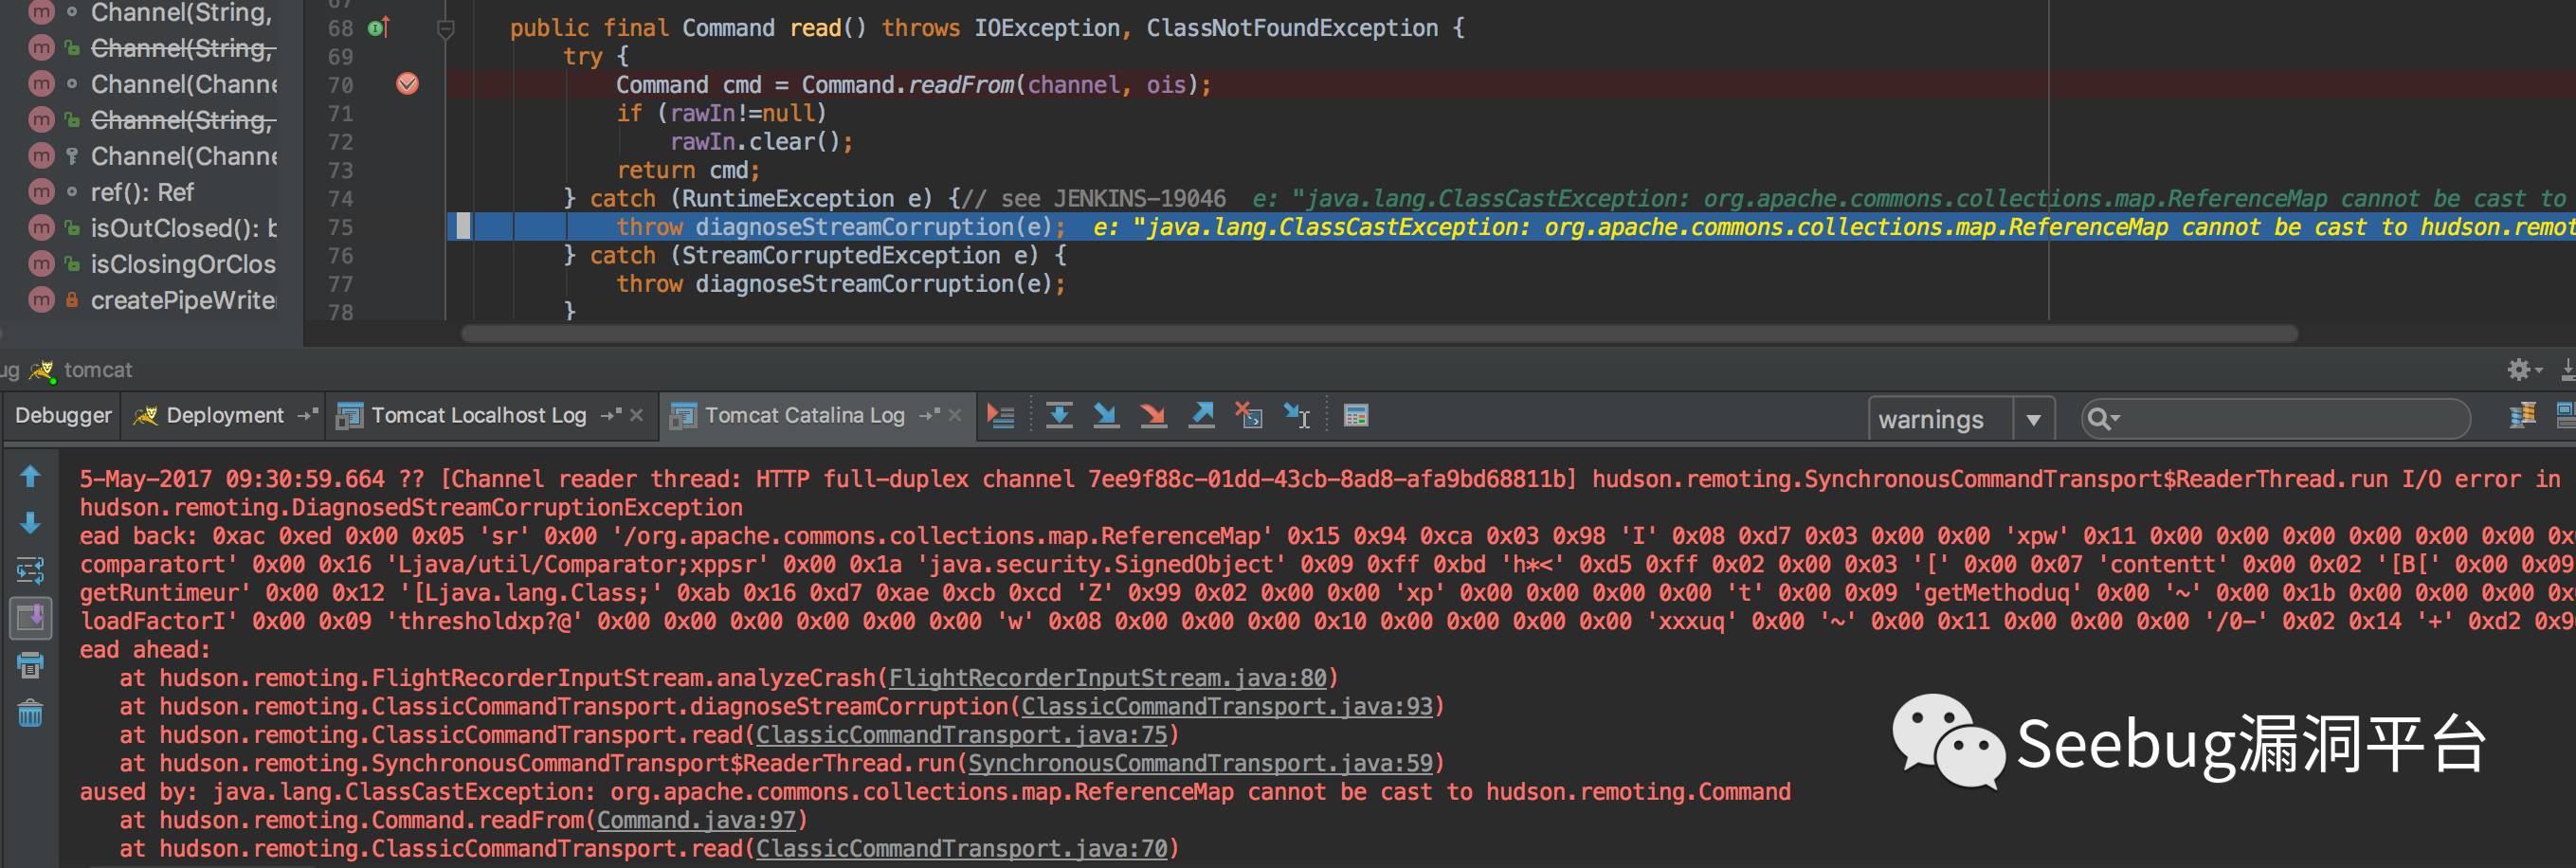 Channel(String,
Channel(String,
Channel(Channe
Channel(String,
Channel(Channe
ref(): Ref
isOutClosed(): b
isClosingOrClos
createPipeWrite
67
68 public final Command read() throws IOException, ClassNotFoundException {
69 try {
70 Command cmd = Command.readFrom(channel, ois);
71 if (rawIn!=null)
72 rawIn.clear();
73 return cmd;
74 } catch (RuntimeException e) {// see JENKINS-19046 e: "java.lang.ClassCastException: org.apache.commons.collections.map.ReferenceMap cannot be cast to
75 throw diagnoseStreamCorruption(e); e: "java.lang.ClassCastException: org.apache.commons.collections.map.ReferenceMap cannot be cast to hudson.remot
76 } catch (StreamCorruptedException e) {
77 throw diagnoseStreamCorruption(e);
78 }
ug tomcat
Debugger Deployment Tomcat Localhost Log Tomcat Catalina Log warnings
5-May-2017 09:30:59.664 ?? [Channel reader thread: HTTP full-duplex channel 7ee9f88c-01dd-43cb-8ad8-afa9bd68811b] hudson.remoting.SynchronousCommandTransport$ReaderThread.run I/O error in
hudson.remoting.DiagnosedStreamCorruptionException
ead back: 0xac 0xed 0x00 0x05 'sr' 0x00 '/org.apache.commons.collections.map.ReferenceMap' 0x15 0x94 0xca 0x03 0x98 'I' 0x08 0xd7 0x03 0x00 0x00 'xpw' 0x11 0x00 0x00 0x00 0x00 0x00 0x00 0x0
comparatort' 0x00 0x16 'Ljava/util/Comparator;xppsr' 0x00 0x1a 'java.security.SignedObject' 0x09 0xff 0xbd 'h*<' 0xd5 0xff 0x02 0x00 0x03 '[' 0x00 0x07 'contentt' 0x00 0x02 '[B[' 0x00 0x09
getRuntimeur' 0x00 0x12 '[Ljava.lang.Class;' 0xab 0x16 0xd7 0xae 0xcb 0xcd 'Z' 0x99 0x02 0x00 0x00 'xp' 0x00 0x00 0x00 0x00 't' 0x00 0x09 'getMethoduq' 0x00 '~' 0x00 0x1b 0x00 0x00 0x00 0x
loadFactorI' 0x00 0x09 'thresholdxp?@' 0x00 0x00 0x00 0x00 0x00 0x00 'w' 0x08 0x00 0x00 0x00 0x10 0x00 0x00 0x00 0x00 'xxxuq' 0x00 '~' 0x00 0x11 0x00 0x00 0x00 '/0-' 0x02 0x14 '+' 0xd2 0x9
ead ahead:
at hudson.remoting.FlightRecorderInputStream.analyzeCrash(FlightRecorderInputStream.java:80)
at hudson.remoting.ClassicCommandTransport.diagnoseStreamCorruption(ClassicCommandTransport.java:93)
at hudson.remoting.ClassicCommandTransport.read(ClassicCommandTransport.java:75)
at hudson.remoting.SynchronousCommandTransport$ReaderThread.run(SynchronousCommandTransport.java:59)
aused by: java.lang.ClassCastException: org.apache.commons.collections.map.ReferenceMap cannot be cast to hudson.remoting.Command
at hudson.remoting.Command.readFrom(Command.java:97)
at hudson.remoting.ClassicCommandTransport.read(ClassicCommandTransport.java:70)
Seebug漏洞平台